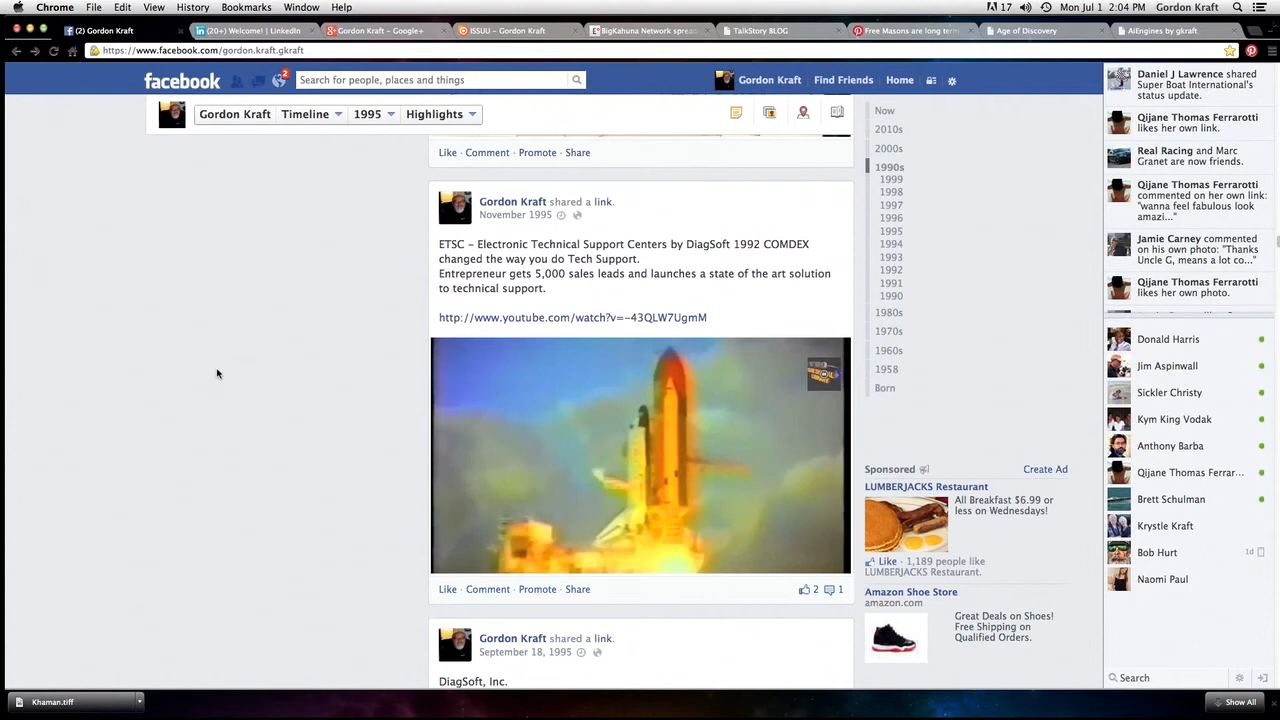 Chrome File Edit View History Bookmarks Window Help
17 Mon Jul 1 2:04 PM Gordon Kraft
(2) Gordon Kraft
(20+) Welcome! | LinkedIn
Gordon Kraft - Google+
ISSUU - Gordon Kraft
BigKahuna Network sprea
TalkStory BLOG
Free Masons are long term
Age of Discovery
AiEngines by gkraft
https://www.facebook.com/gordon.kraft.gkraft
facebook
2
Search for people, places and things
Gordon Kraft Find Friends Home
Gordon Kraft Timeline 1995 Highlights
Like · Comment · Promote · Share
Gordon Kraft shared a link.
November 1995
ETSC - Electronic Technical Support Centers by DiagSoft 1992 COMDEX
changed the way you do Tech Support.
Entrepreneur gets 5,000 sales leads and launches a state of the art solution
to technical support.
http://www.youtube.com/watch?v=-43QLW7UgmM
Like · Comment · Promote · Share
2 1
Gordon Kraft shared a link.
September 18, 1995
DiagSoft, Inc.
Now
2010s
2000s
1990s
1999
1998
1997
1996
1995
1994
1993
1992
1991
1990
1980s
1970s
1960s
1958
Born
Sponsored Create Ad
LUMBERJACKS Restaurant
All Breakfast $6.99 or
less on Wednesdays!
Like · 1,189 people like
LUMBERJACKS Restaurant.
Amazon Shoe Store
amazon.com
Great Deals on Shoes!
Free Shipping on
Qualified Orders.
Daniel J Lawrence shared
Super Boat International's
status update.
Qijane Thomas Ferrarotti
likes her own link.
Real Racing and Marc
Granet are now friends.
Qijane Thomas Ferrarotti
commented on her own link:
"wanna feel fabulous look
amazi..."
Jamie Carney commented
on his own photo: "Thanks
Uncle G, means a lot co..."
Qijane Thomas Ferrarotti
likes her own photo.
Donald Harris
Jim Aspinwall
Sickler Christy
Kym King Vodak
Anthony Barba
Qijane Thomas Ferrar...
Brett Schulman
Krystle Kraft
Bob Hurt 1d
Naomi Paul
Search
Khaman.tiff
Show All